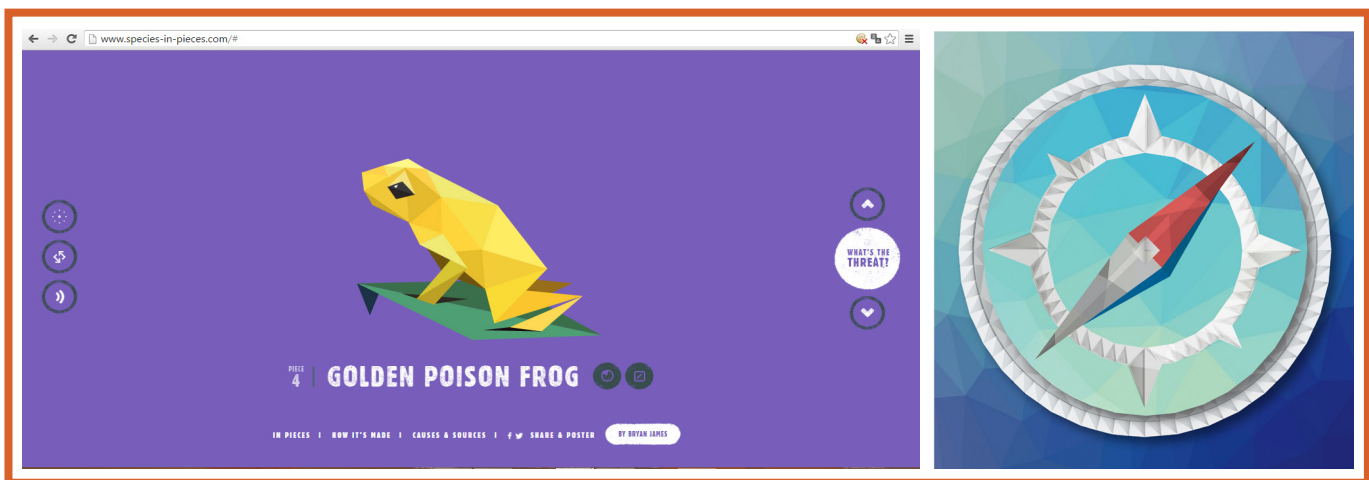 www.species-in-pieces.com/#
WHAT'S THE
THREAT?
PIECE
4
GOLDEN POISON FROG
IN PIECES | HOW IT'S MADE | CAUSES & SOURCES | SHARE & POSTER BY BRYAN JAMES